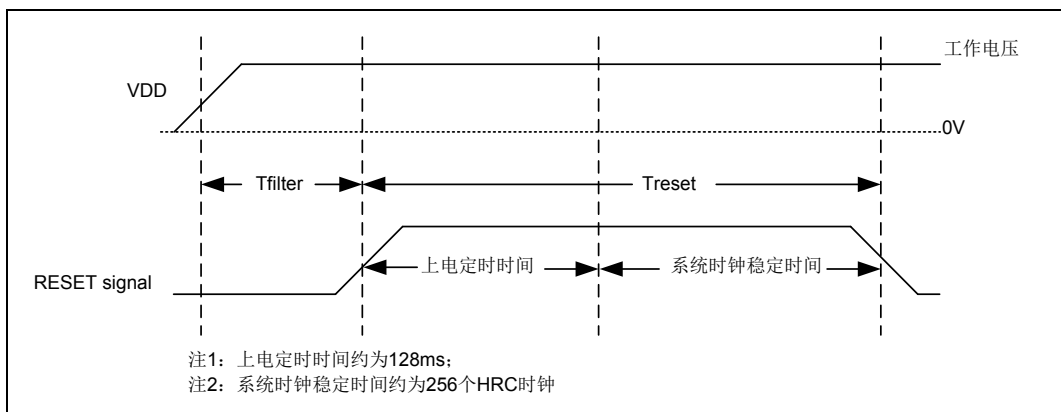 工作电压
VDD
0V
Tfilter
Treset
上电定时时间
系统时钟稳定时间
RESET signal
注1：上电定时时间约为128ms；
注2：系统时钟稳定时间约为256个HRC时钟